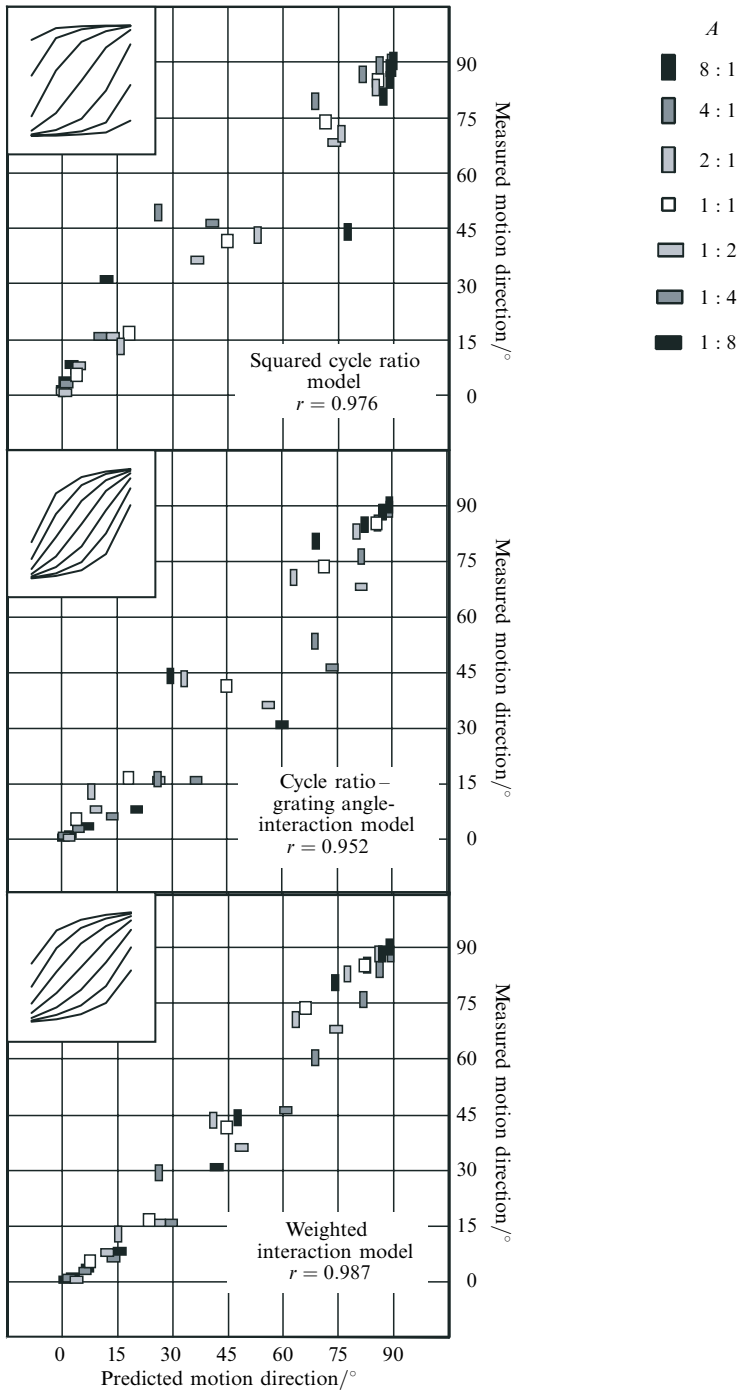 A
8 : 1
4 : 1
2 : 1
1 : 1
1 : 2
1 : 4
1 : 8
90
75
60
45
30
15
0
Measured motion direction/°
Squared cycle ratio
model
r = 0.976
90
75
60
45
30
15
0
Measured motion direction/°
Cycle ratio–
grating angle-
interaction model
r = 0.952
90
75
60
45
30
15
0
Measured motion direction/°
Weighted
interaction model
r = 0.987
0 15 30 45 60 75 90
Predicted motion direction/°